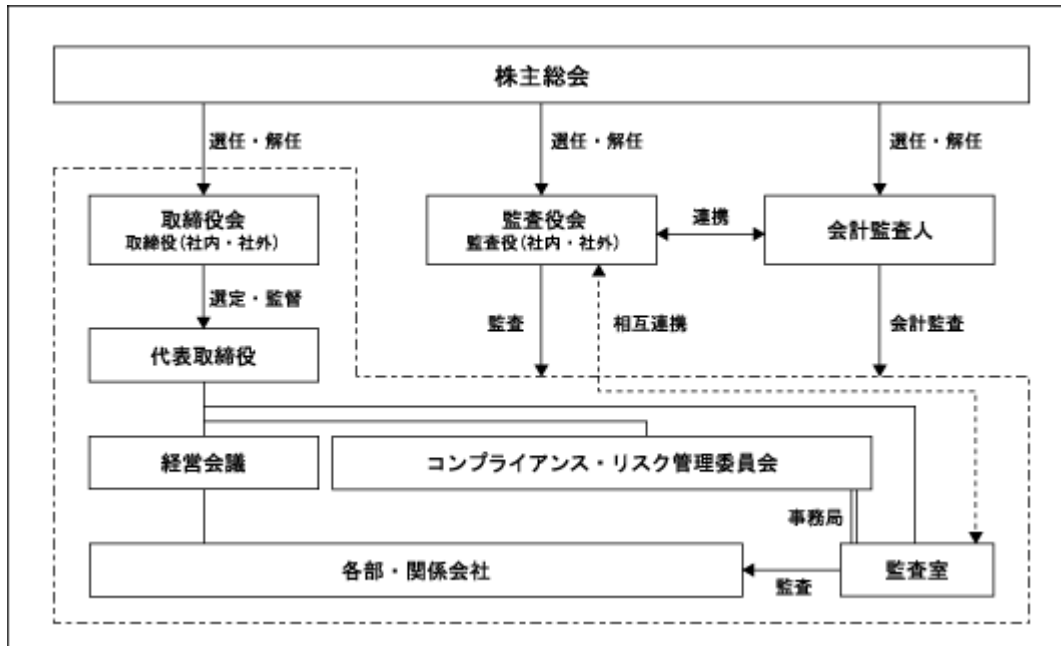 株主総会
選任・解任
選任・解任
選任・解任
取締役会
取締役(社内・社外)
監査役会
監査役(社内・社外)
連携
会計監査人
選定・監督
監査
相互連携
会計監査
代表取締役
経営会議
コンプライアンス・リスク管理委員会
事務局
各部・関係会社
監査
監査室